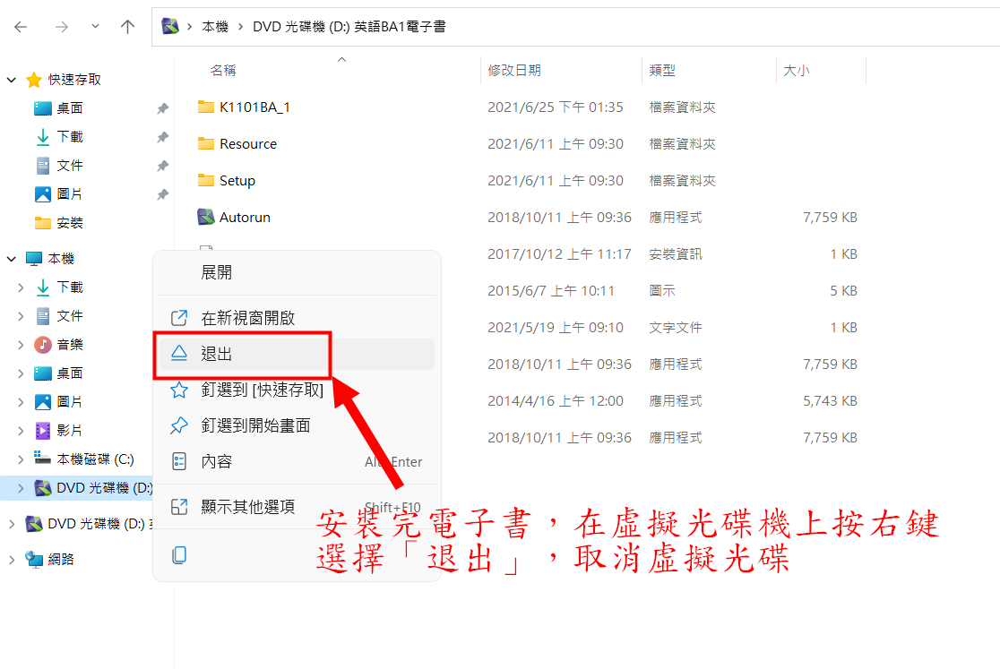 本機 > DVD 光碟機 (D:) 英語BA1電子書
名稱 修改日期 類型 大小
快速存取
桌面
下載
文件
圖片
安裝
本機
下載
文件
音樂
桌面
圖片
影片
本機磁碟 (C:)
DVD 光碟機 (D:)
DVD 光碟機 (D:)
網路
K1101BA_1 2021/6/25 下午 01:35 檔案資料夾
Resource 2021/6/11 上午 09:30 檔案資料夾
Setup 2021/6/11 上午 09:30 檔案資料夾
Autorun 2018/10/11 上午 09:36 應用程式 7,759 KB
2017/10/12 上午 11:17 安裝資訊 1 KB
2015/6/7 上午 10:11 圖示 5 KB
2021/5/19 上午 09:10 文字文件 1 KB
2018/10/11 上午 09:36 應用程式 7,759 KB
2014/4/16 上午 12:00 應用程式 5,743 KB
2018/10/11 上午 09:36 應用程式 7,759 KB
展開
在新視窗開啟
退出
釘選到 [快速存取]
釘選到開始畫面
內容 Alt+Enter
顯示其他選項 Shift+F10
安裝完電子書，在虛擬光碟機上按右鍵
選擇「退出」，取消虛擬光碟